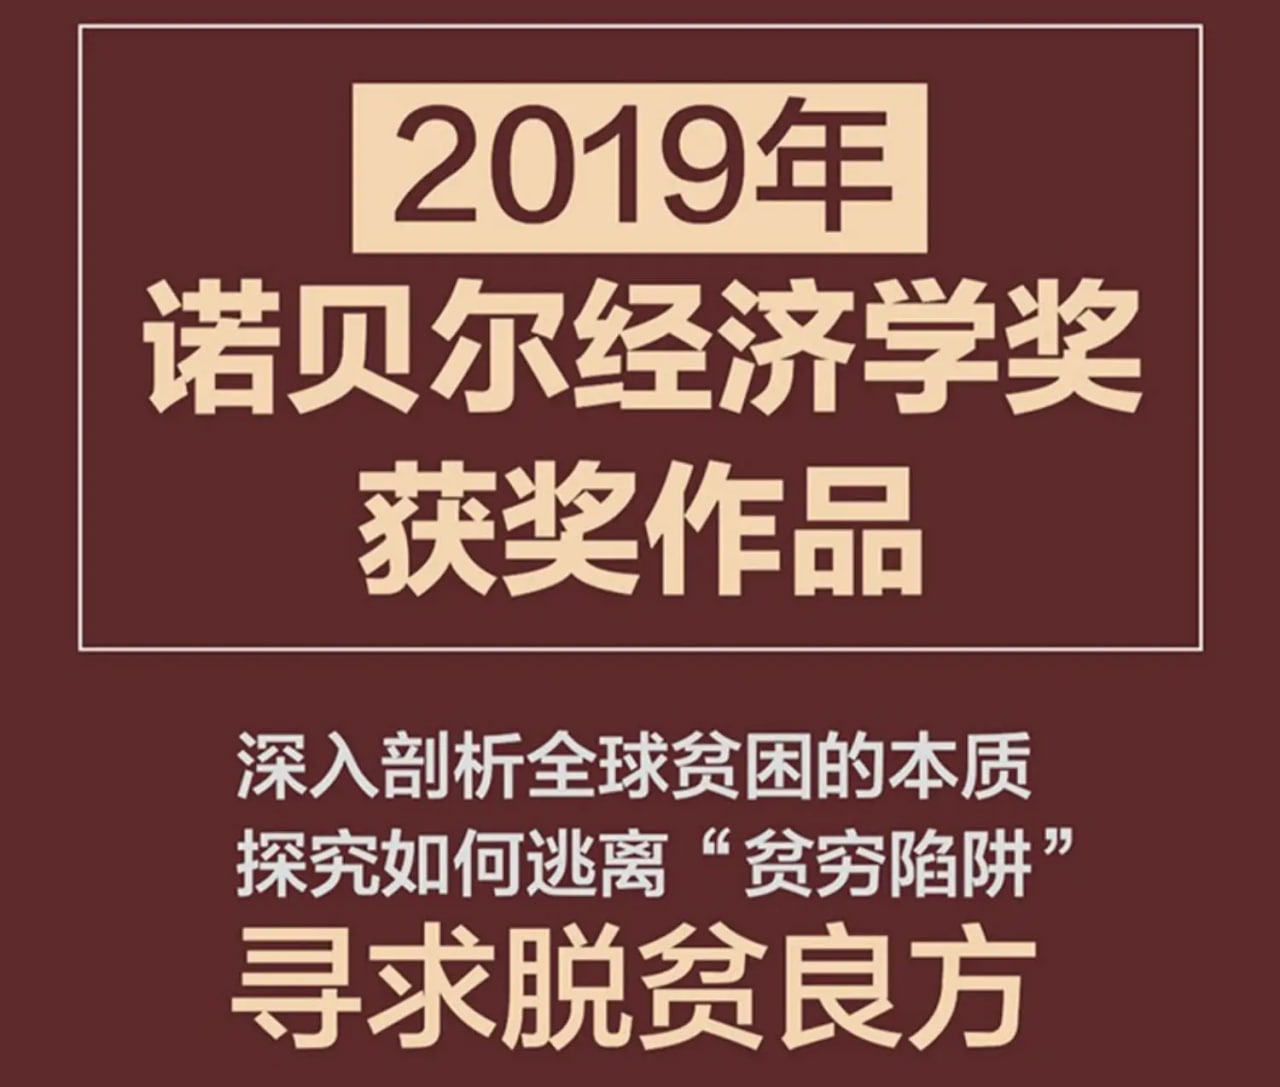 2019年
诺贝尔经济学奖
获奖作品
深入剖析全球贫困的本质
探究如何逃离“贫穷陷阱”
寻求脱贫良方